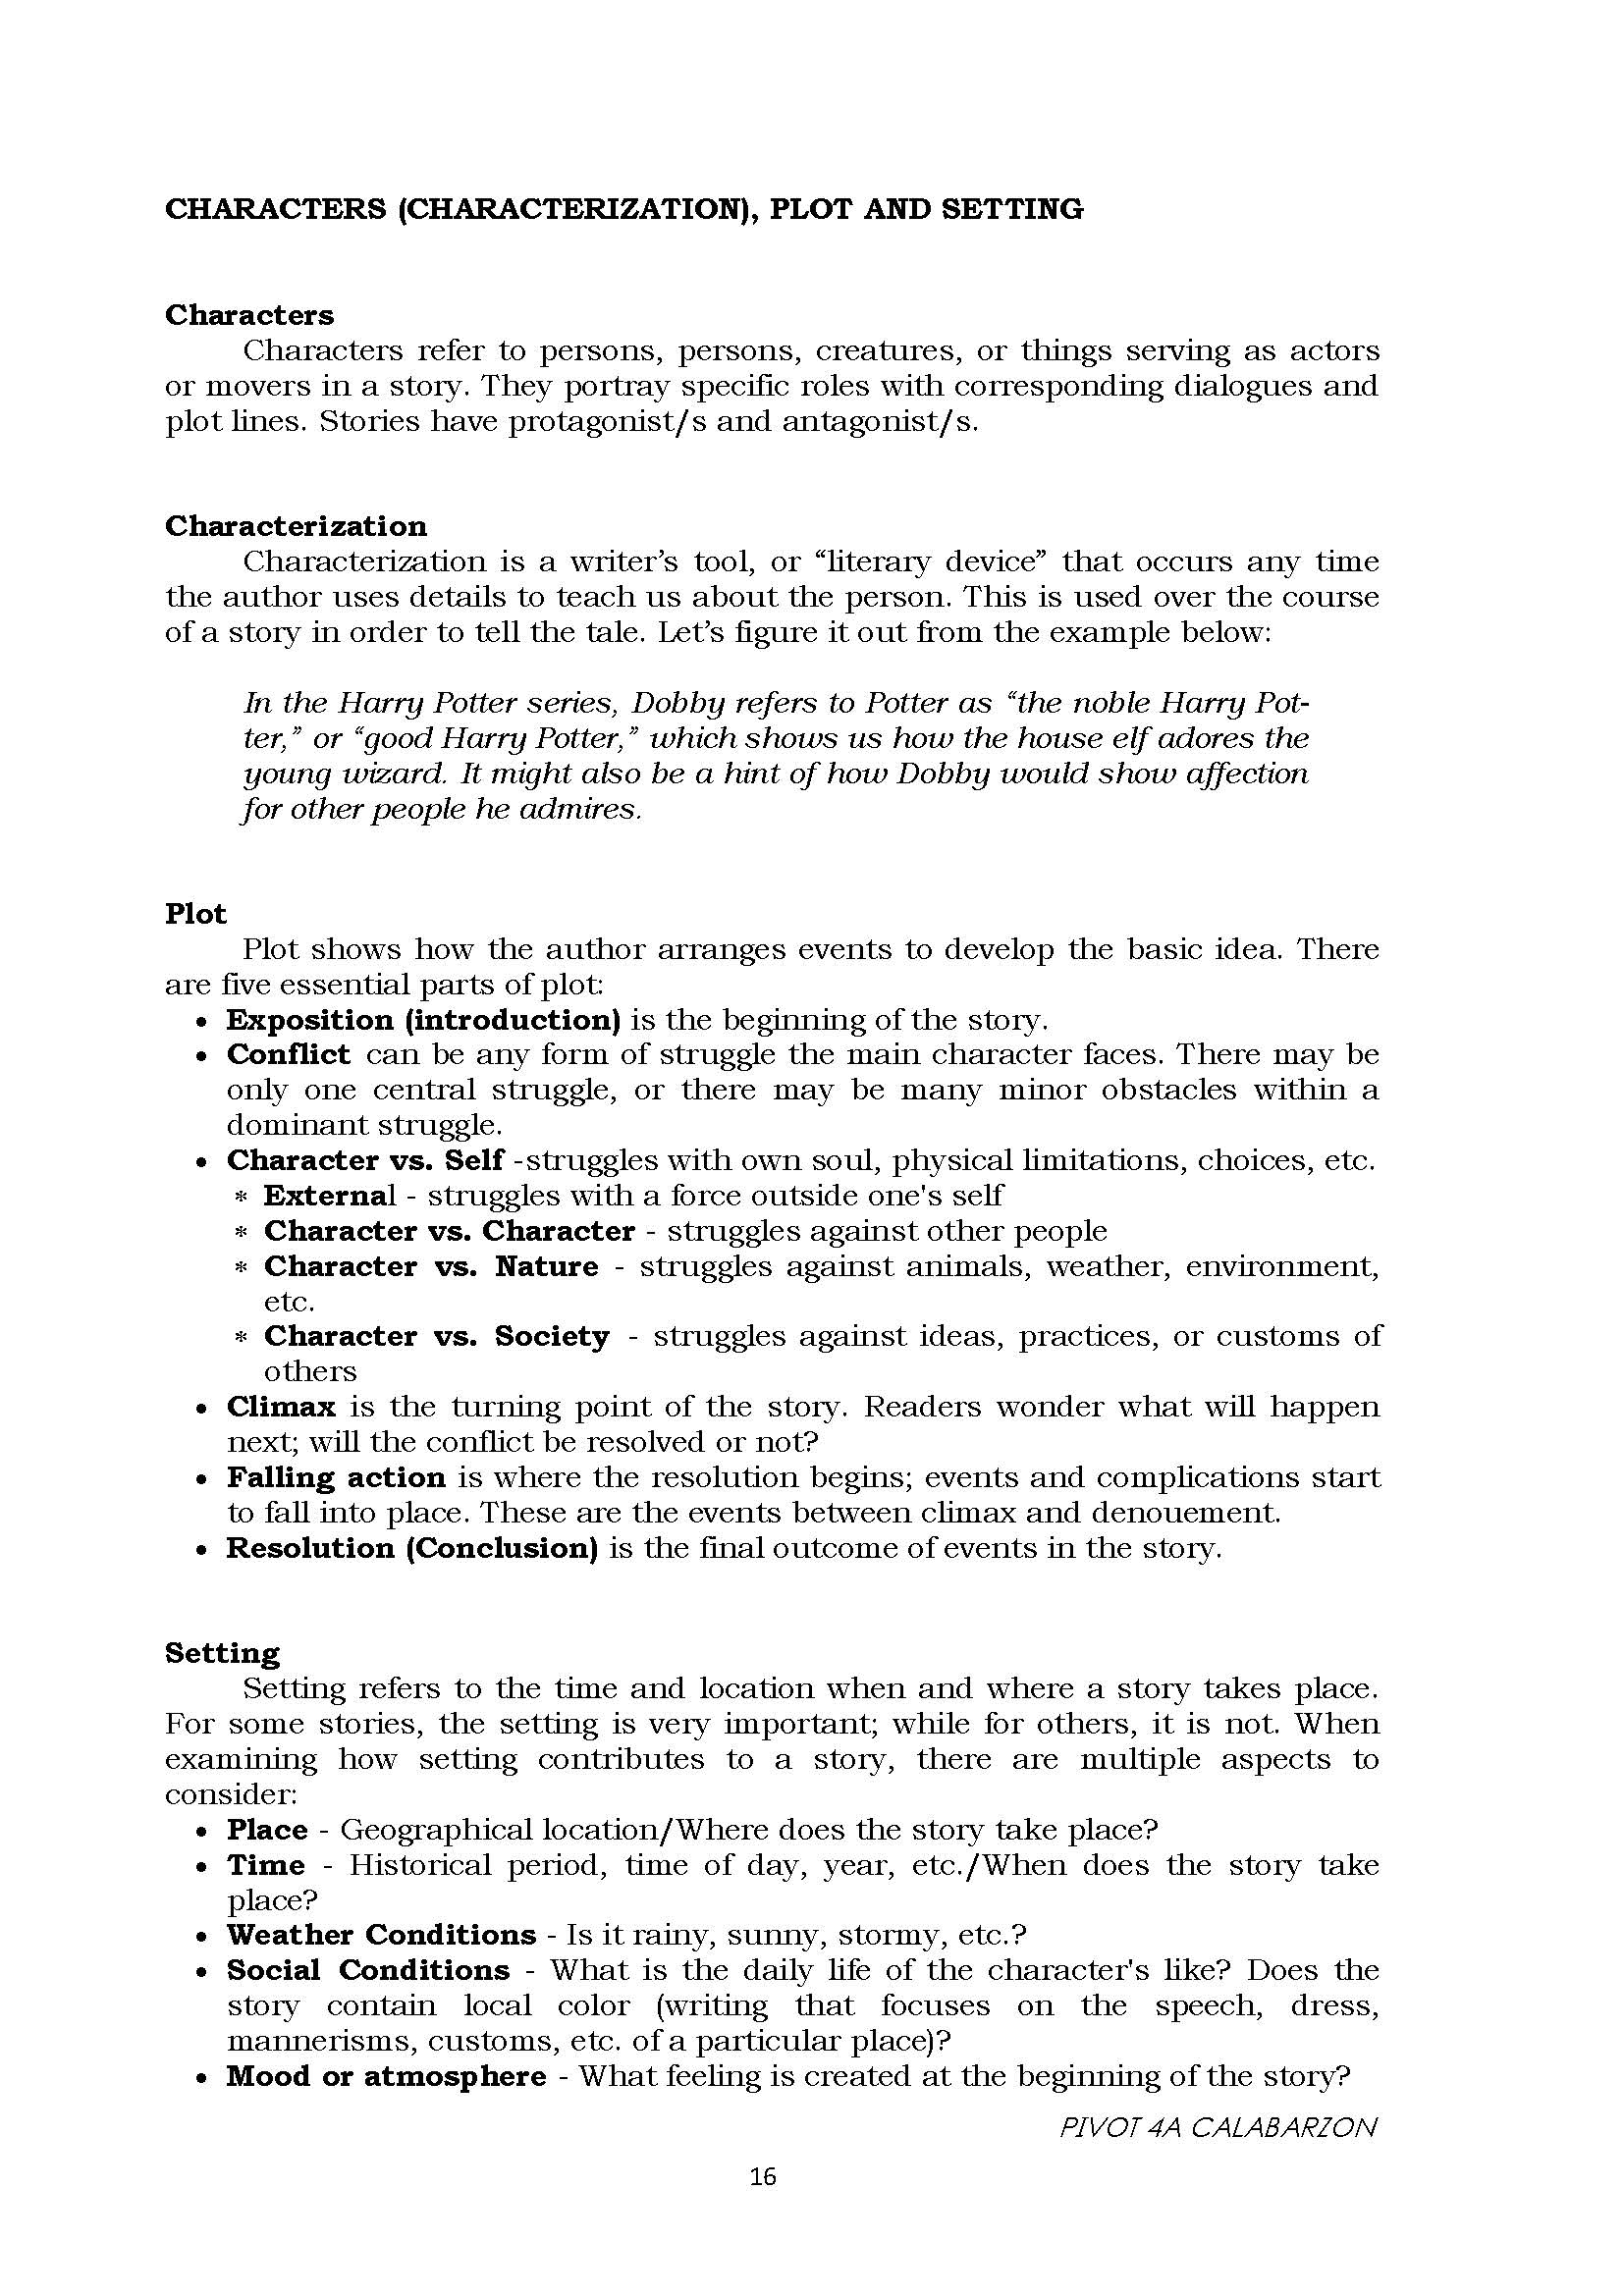 CHARACTERS (CHARACTERIZATION), PLOT AND SETTING
Characters
Characters refer to persons, persons, creatures, or things serving as actors
or movers in a story. They portray specific roles with corresponding dialogues and
plot lines. Stories have protagonist/s and antagonist/s.
Characterization
Characterization is a writer’s tool, or “literary device” that occurs any time
the author uses details to teach us about the person. This is used over the course
of a story in order to tell the tale. Let’s figure it out from the example below:
In the Harry Potter series, Dobby refers to Potter as “the noble Harry Pot-
ter,” or “good Harry Potter,” which shows us how the house elf adores the
young wizard. It might also be a hint of how Dobby would show affection
for other people he admires.
Plot
Plot shows how the author arranges events to develop the basic idea. There
are five essential parts of plot:
• Exposition (introduction) is the beginning of the story.
• Conflict can be any form of struggle the main character faces. There may be
only one central struggle, or there may be many minor obstacles within a
dominant struggle.
• Character vs. Self -struggles with own soul, physical limitations, choices, etc.
* External - struggles with a force outside one's self
* Character vs. Character - struggles against other people
* Character vs. Nature - struggles against animals, weather, environment,
etc.
* Character vs. Society - struggles against ideas, practices, or customs of
others
• Climax is the turning point of the story. Readers wonder what will happen
next; will the conflict be resolved or not?
• Falling action is where the resolution begins; events and complications start
to fall into place. These are the events between climax and denouement.
• Resolution (Conclusion) is the final outcome of events in the story.
Setting
Setting refers to the time and location when and where a story takes place.
For some stories, the setting is very important; while for others, it is not. When
examining how setting contributes to a story, there are multiple aspects to
consider:
• Place - Geographical location/Where does the story take place?
• Time - Historical period, time of day, year, etc./When does the story take
place?
• Weather Conditions - Is it rainy, sunny, stormy, etc.?
• Social Conditions - What is the daily life of the character's like? Does the
story contain local color (writing that focuses on the speech, dress,
mannerisms, customs, etc. of a particular place)?
• Mood or atmosphere - What feeling is created at the beginning of the story?
PIVOT 4A CALABARZON
16